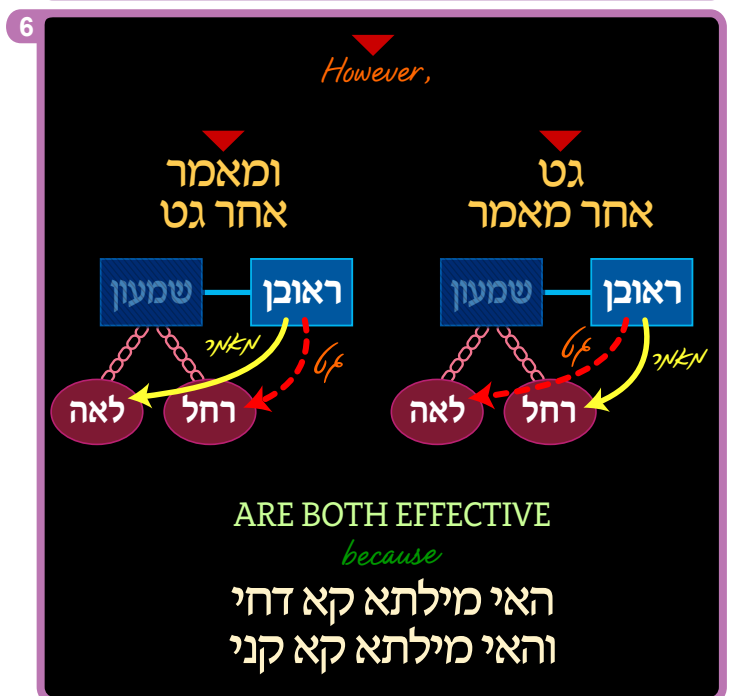 6
However,
גט
אחר מאמר
ראובן שמעון
גט מאמר
רחל לאה
ומאמר
אחר גט
ראובן שמעון
גט מאמר
רחל לאה
ARE BOTH EFFECTIVE
because
האי מילתא קא דחי
והאי מילתא קא קני